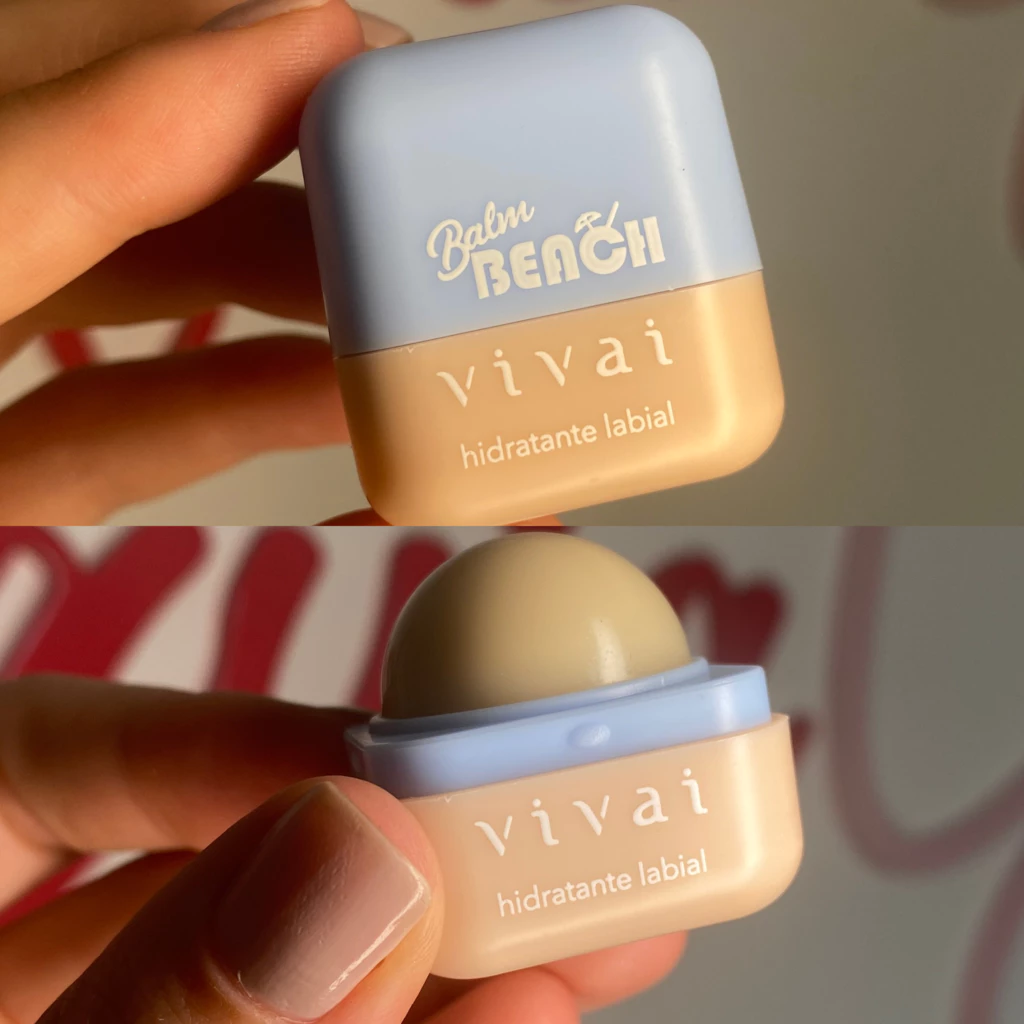 Balm
BEACH
vivai
hidratante labial
vivai
hidratante labial